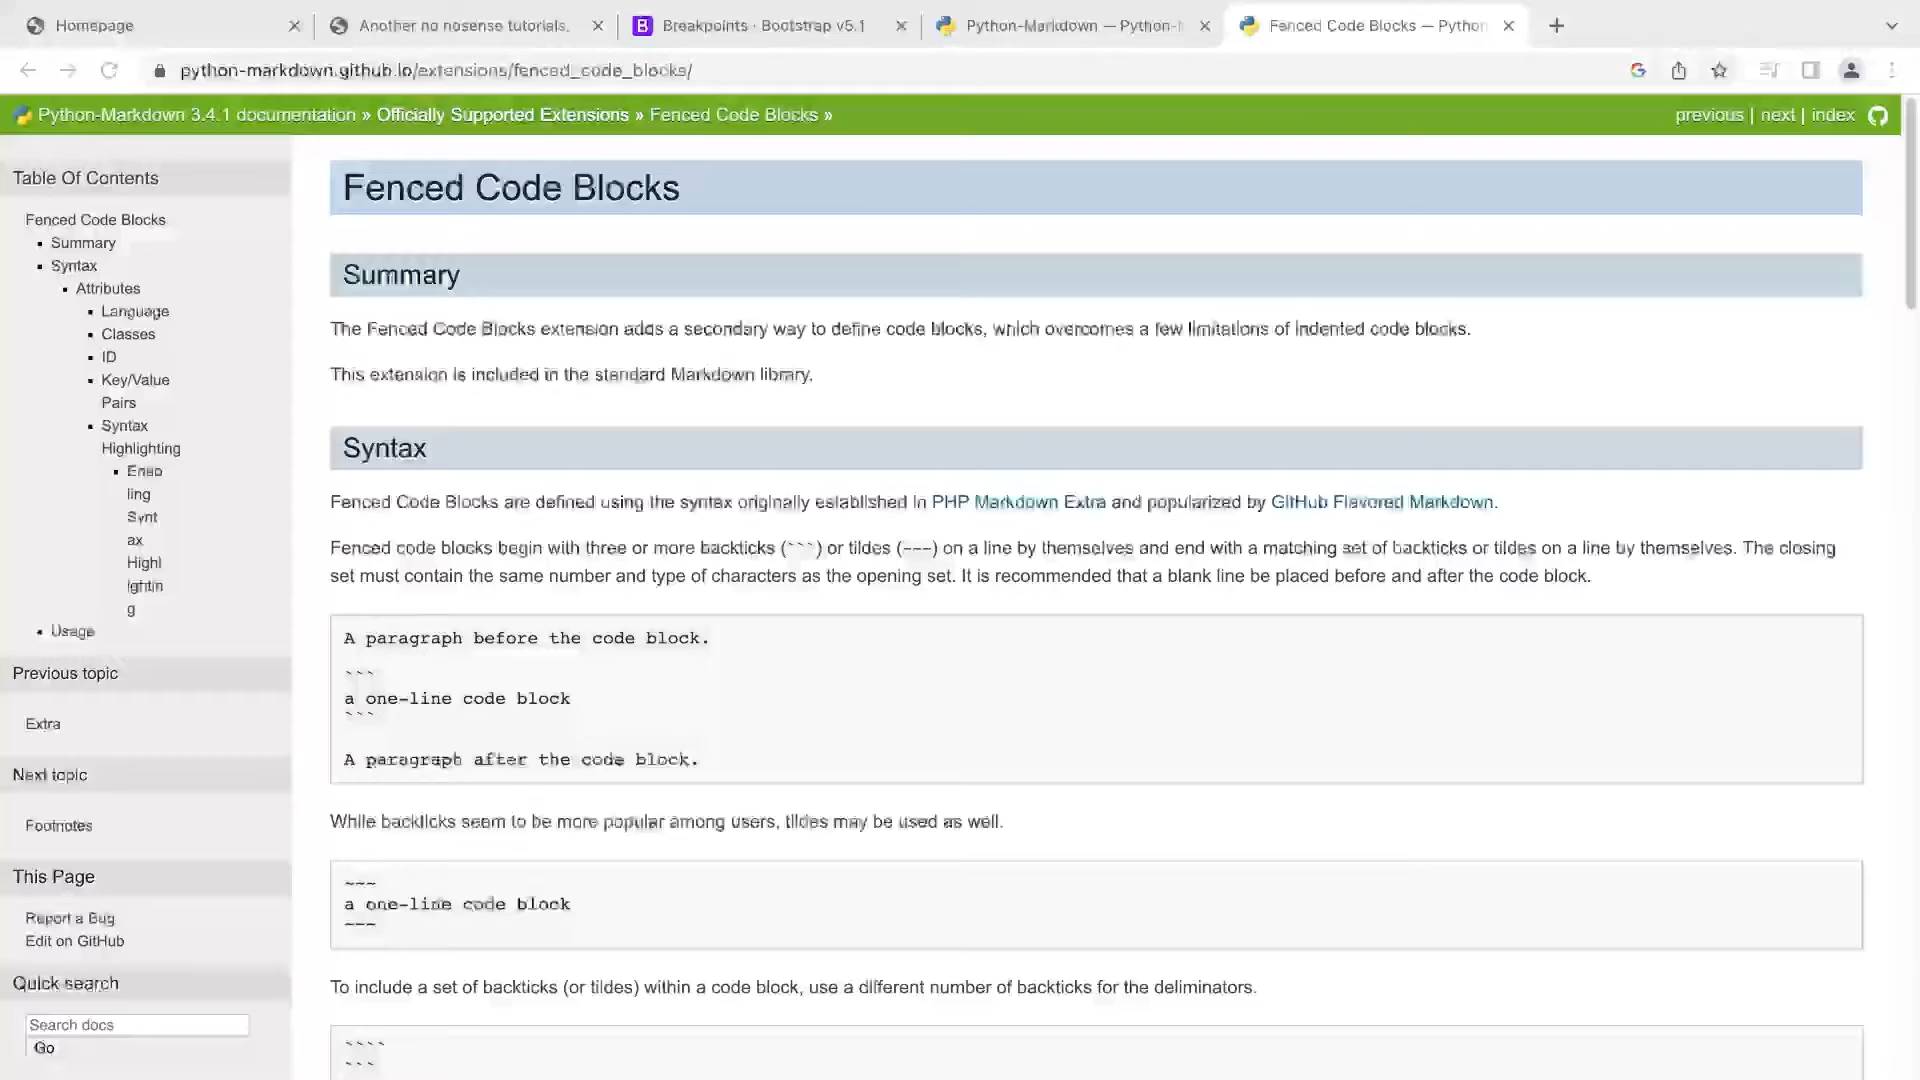 Homepage
Another no nosense tutorials,
Breakpoints · Bootstrap v5.1
Python-Markdown — Python-
Fenced Code Blocks — Python
python-markdown.github.io/extensions/fenced_code_blocks/
Python-Markdown 3.4.1 documentation » Officially Supported Extensions » Fenced Code Blocks »
previous | next | index
Table Of Contents
Fenced Code Blocks
Summary
Syntax
Attributes
Language
Classes
ID
Key/Value
Pairs
Syntax
Highlighting
Enab
ling
Synt
ax
Highl
ightin
g
Usage
Previous topic
Extra
Next topic
Footnotes
This Page
Report a Bug
Edit on GitHub
Quick search
Search docs
Go
Fenced Code Blocks
Summary
The Fenced Code Blocks extension adds a secondary way to define code blocks, which overcomes a few limitations of indented code blocks.
This extension is included in the standard Markdown library.
Syntax
Fenced Code Blocks are defined using the syntax originally established in PHP Markdown Extra and popularized by GitHub Flavored Markdown.
Fenced code blocks begin with three or more backticks (```) or tildes (~~~) on a line by themselves and end with a matching set of backticks or tildes on a line by themselves. The closing
set must contain the same number and type of characters as the opening set. It is recommended that a blank line be placed before and after the code block.
A paragraph before the code block.
```
a one-line code block
```
A paragraph after the code block.
While backticks seem to be more popular among users, tildes may be used as well.
~~~
a one-line code block
~~~
To include a set of backticks (or tildes) within a code block, use a different number of backticks for the deliminators.
````
```